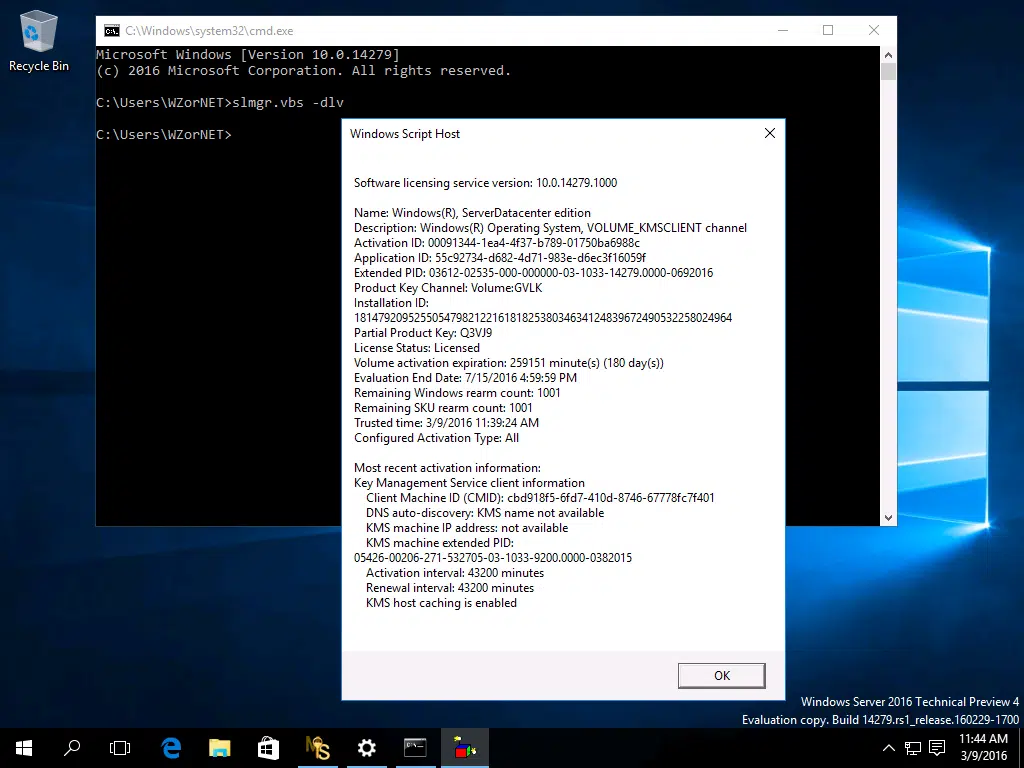 Recycle Bin
C:\Windows\system32\cmd.exe
Microsoft Windows [Version 10.0.14279]
(c) 2016 Microsoft Corporation. All rights reserved.
C:\Users\WZorNET>slmgr.vbs -dlv
C:\Users\WZorNET>
Windows Script Host
Software licensing service version: 10.0.14279.1000
Name: Windows(R), ServerDatacenter edition
Description: Windows(R) Operating System, VOLUME_KMSCLIENT channel
Activation ID: 00091344-1ea4-4f37-b789-01750ba6988c
Application ID: 55c92734-d682-4d71-983e-d6ec3f16059f
Extended PID: 03612-02535-000-000000-03-1033-14279.0000-0692016
Product Key Channel: Volume:GVLK
Installation ID:
181479209525505479821221618182538034634124839672490532258024964
Partial Product Key: Q3VJ9
License Status: Licensed
Volume activation expiration: 259151 minute(s) (180 day(s))
Evaluation End Date: 7/15/2016 4:59:59 PM
Remaining Windows rearm count: 1001
Remaining SKU rearm count: 1001
Trusted time: 3/9/2016 11:39:24 AM
Configured Activation Type: All
Most recent activation information:
Key Management Service client information
Client Machine ID (CMID): cbd918f5-6fd7-410d-8746-67778fc7f401
DNS auto-discovery: KMS name not available
KMS machine IP address: not available
KMS machine extended PID:
05426-00206-271-532705-03-1033-9200.0000-0382015
Activation interval: 43200 minutes
Renewal interval: 43200 minutes
KMS host caching is enabled
OK
Windows Server 2016 Technical Preview 4
Evaluation copy. Build 14279.rs1_release.160229-1700
11:44 AM
3/9/2016